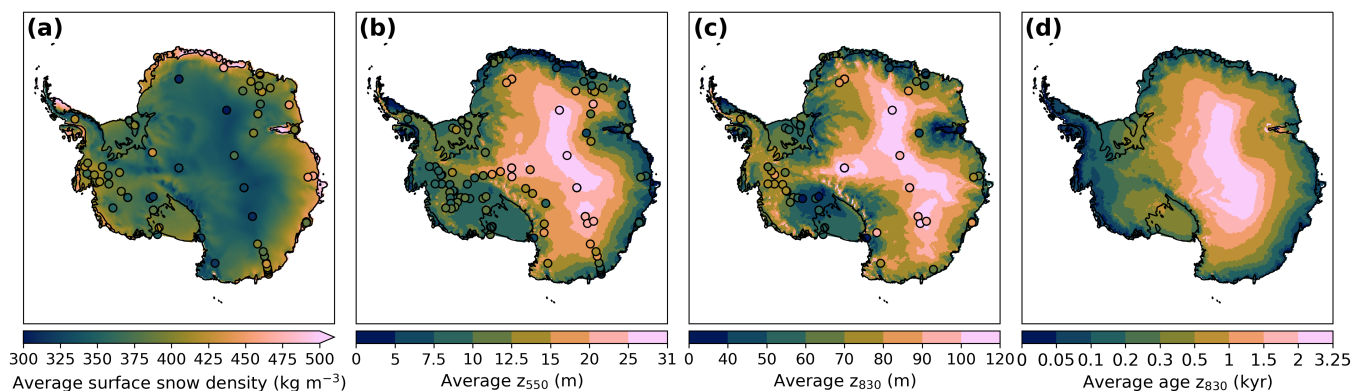 (a)
(b)
(c)
(d)
300 325 350 375 400 425 450 475 500
0 5 7.5 10 12.5 15 20 25 31
0 40 50 60 70 80 90 100 120
0 0.05 0.1 0.2 0.3 0.5 1 1.5 2 3.25
Average surface snow density (kg m⁻³)
Average z₅₅₀ (m)
Average z₈₃₀ (m)
Average age z₈₃₀ (kyr)